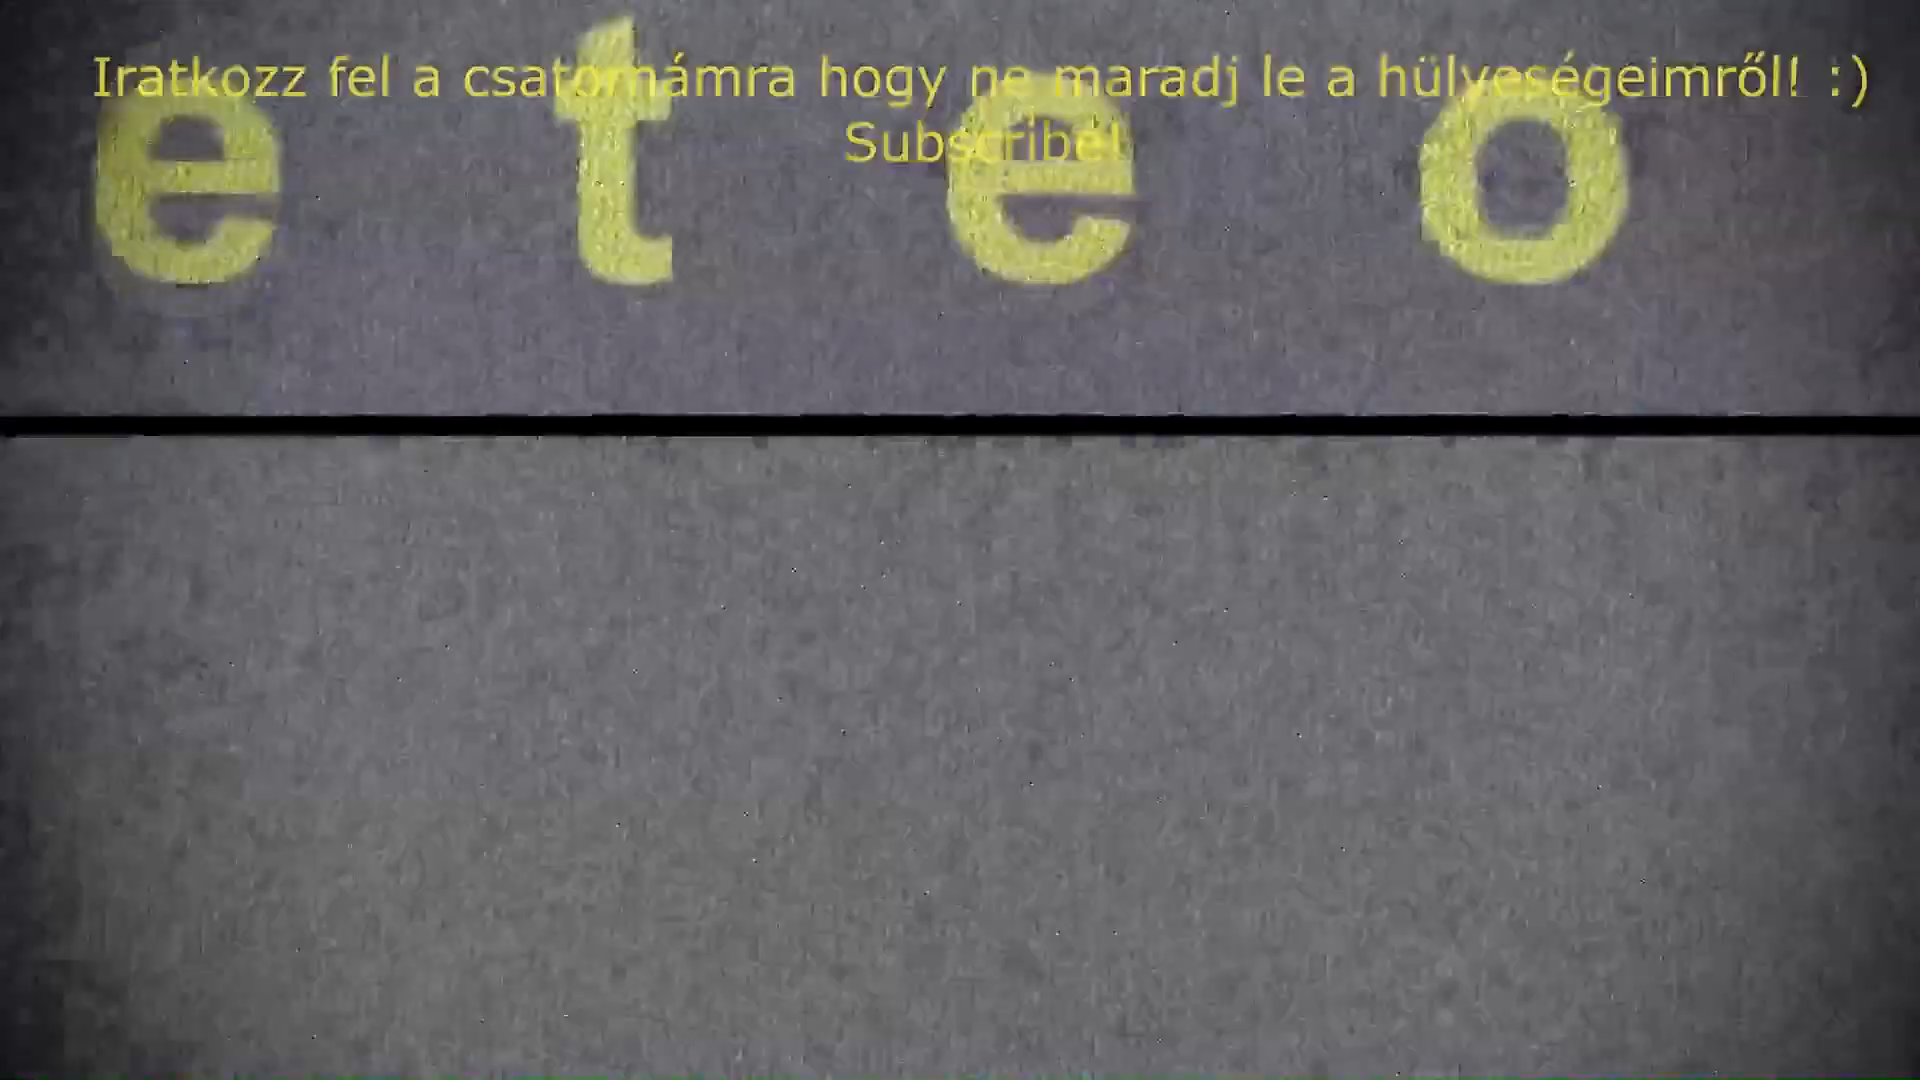 Iratkozz fel a csatornámra hogy ne maradj le a hülyeségeimről! :)
Subscribe!
e t e o